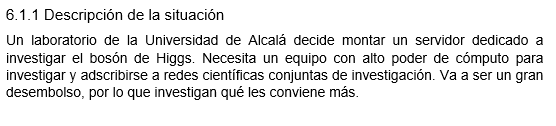 6.1.1 Descripción de la situación
Un laboratorio de la Universidad de Alcalá decide montar un servidor dedicado a
investigar el bosón de Higgs. Necesita un equipo con alto poder de cómputo para
investigar y adscribirse a redes científicas conjuntas de investigación. Va a ser un gran
desembolso, por lo que investigan qué les conviene más.